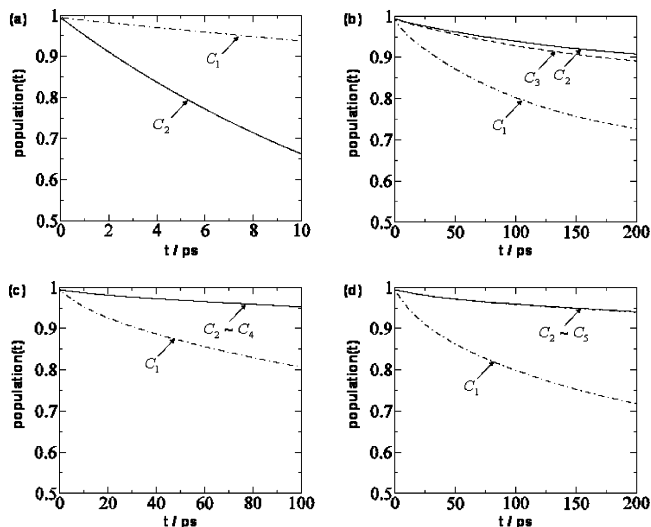 (a)
population(t)
1
0.9
0.8
0.7
0.6
0.5
C1
C2
0 2 4 6 8 10
t / ps
(b)
population(t)
1
0.9
0.8
0.7
0.6
0.5
C3 C2
C1
0 50 100 150 200
t / ps
(c)
population(t)
1
0.9
0.8
0.7
0.6
0.5
C2 ~ C4
C1
0 20 40 60 80 100
t / ps
(d)
population(t)
1
0.9
0.8
0.7
0.6
0.5
C2 ~ C5
C1
0 50 100 150 200
t / ps